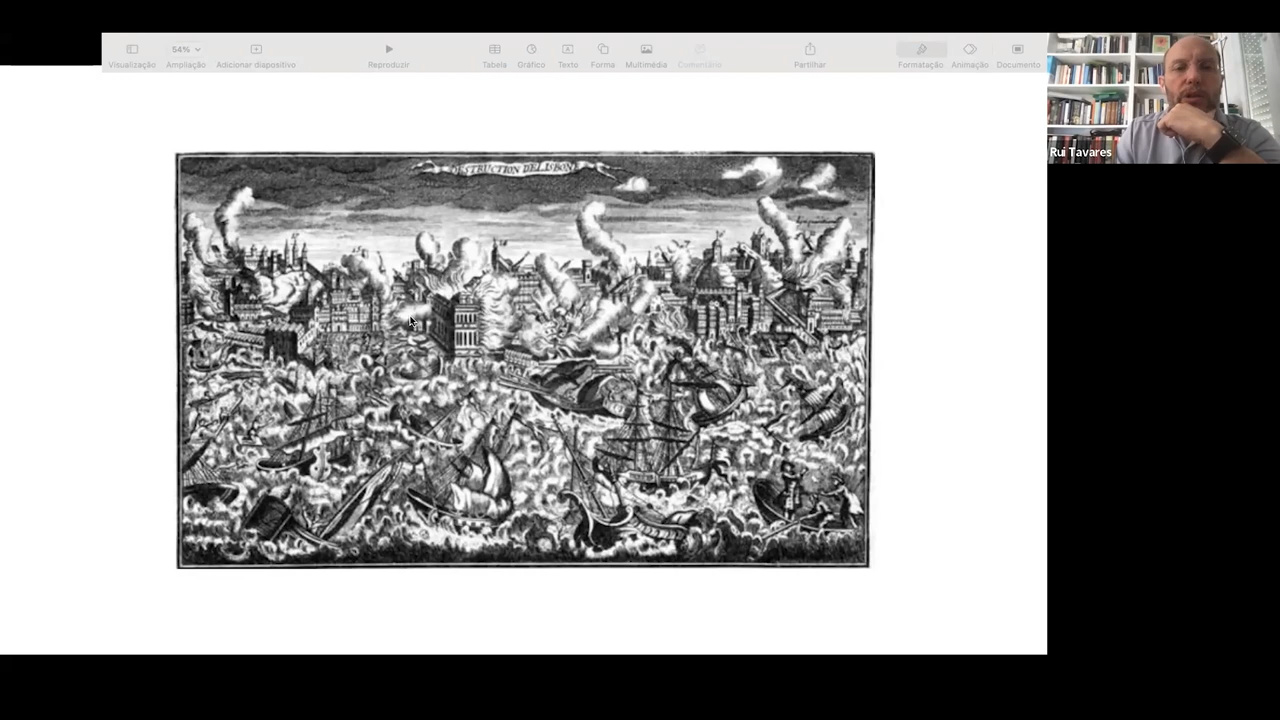 Visualização
54%
Ampliação
Adicionar diapositivo
Reproduzir
Tabela
Gráfico
Texto
Forma
Multimédia
Comentário
Partilhar
Formatação
Animação
Documento
Rui Tavares
DESTRUCTION DE LISBONE